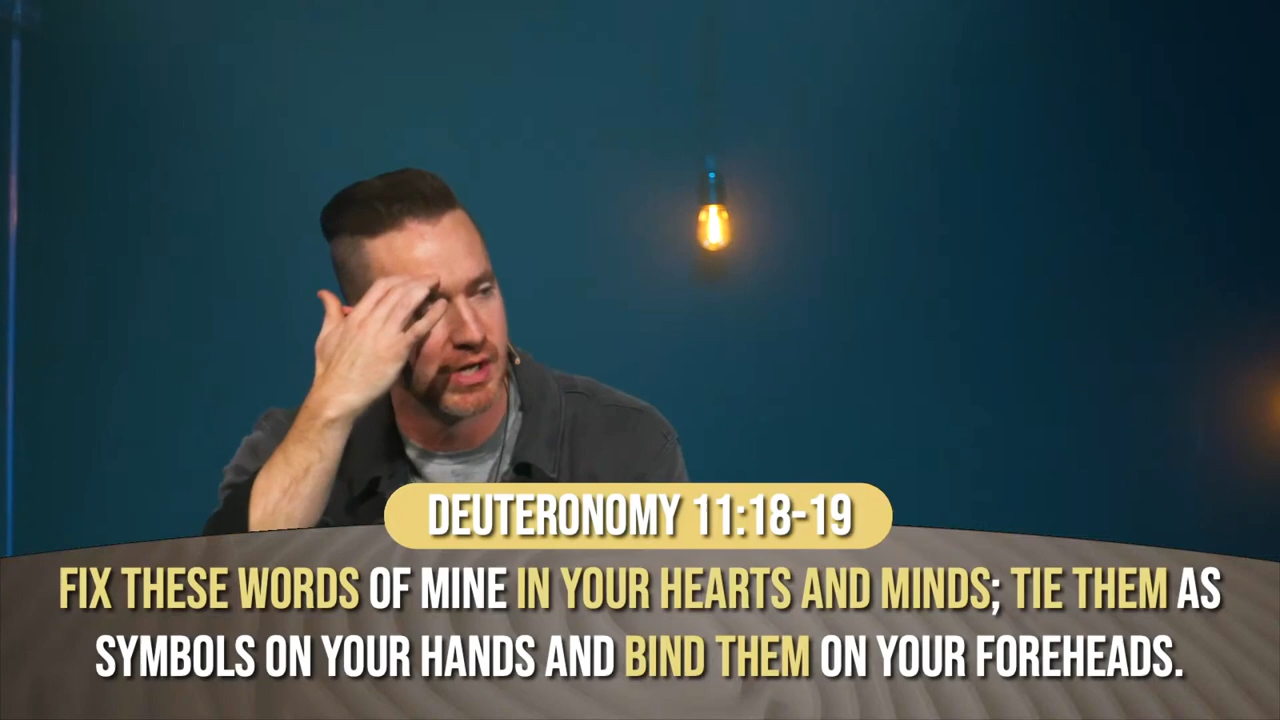 DEUTERONOMY 11:18-19
FIX THESE WORDS OF MINE IN YOUR HEARTS AND MINDS; TIE THEM AS
SYMBOLS ON YOUR HANDS AND BIND THEM ON YOUR FOREHEADS.